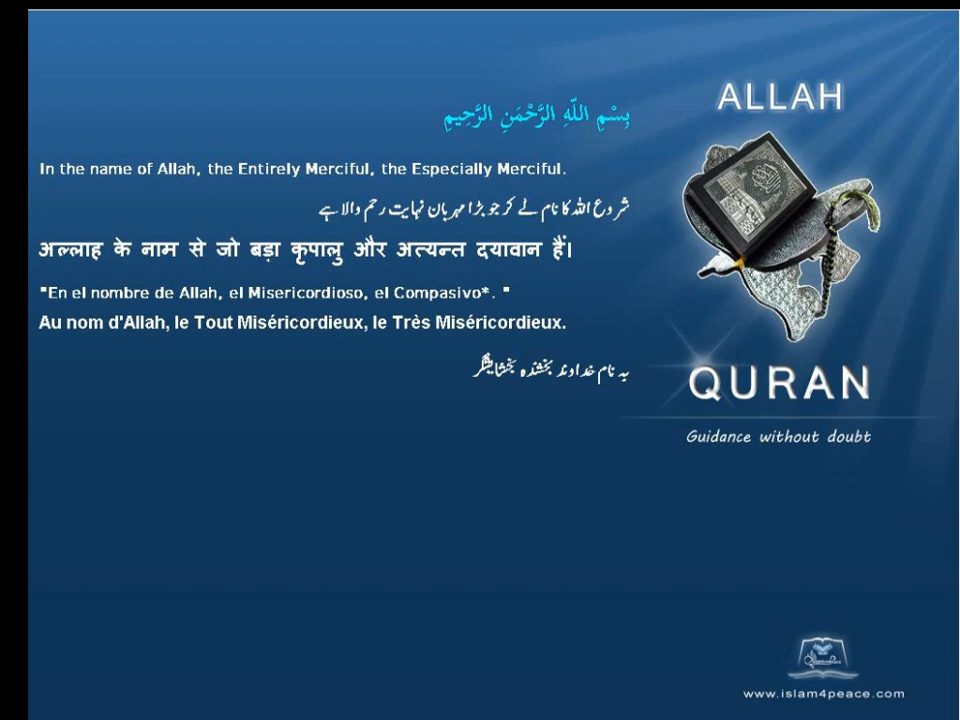 بِسْمِ اللَّهِ الرَّحْمَنِ الرَّحِيمِ
In the name of Allah, the Entirely Merciful, the Especially Merciful.
شروع الله کا نام لے کر جو بڑا مہربان نہایت رحم والا ہے
अल्लाह के नाम से जो बड़ा कृपालु और अत्यन्त दयावान हैं।
"En el nombre de Allah, el Misericordioso, el Compasivo*. "
Au nom d'Allah, le Tout Miséricordieux, le Très Miséricordieux.
به نام خداوند بخشنده بخشایشگر
ALLAH
QURAN
Guidance without doubt
www.islam4peace.com